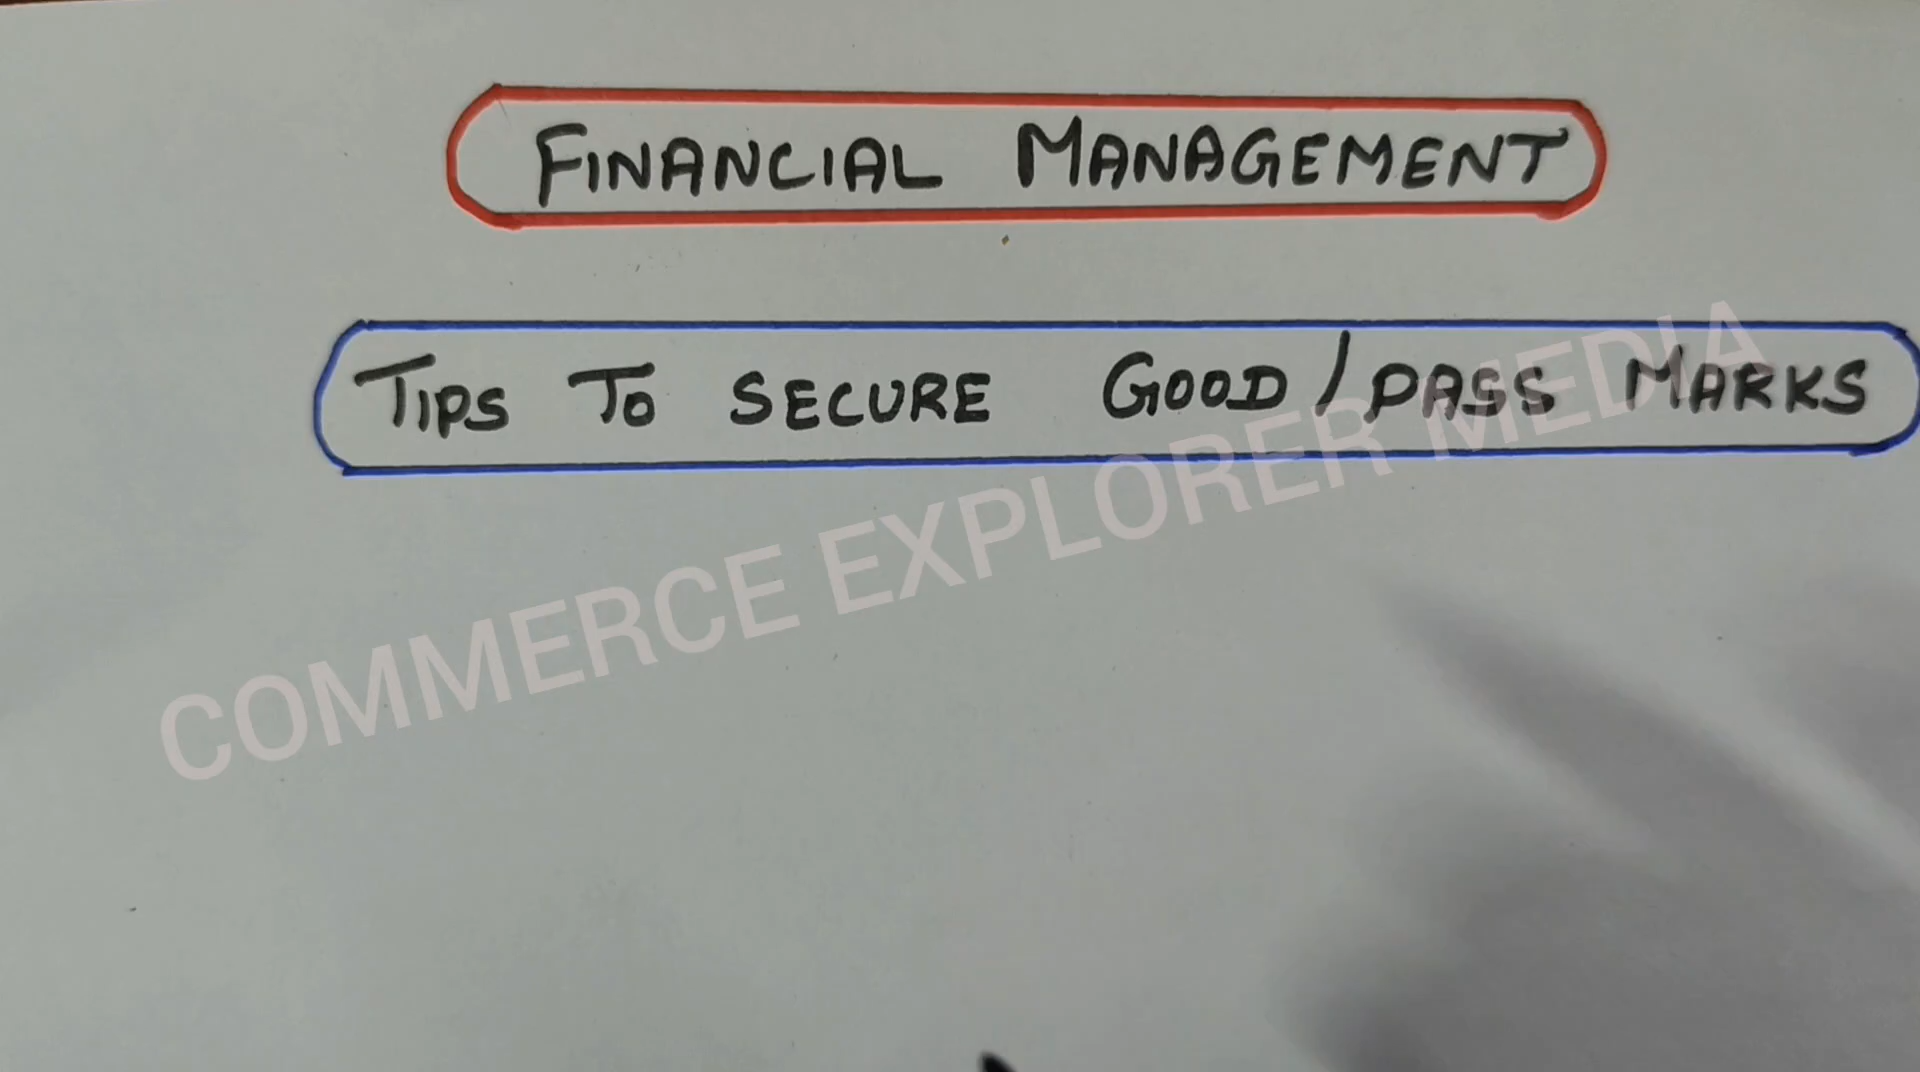 FINANCIAL MANAGEMENT
TIPS TO SECURE GOOD/PASS MARKS
COMMERCE EXPLORER MEDIA